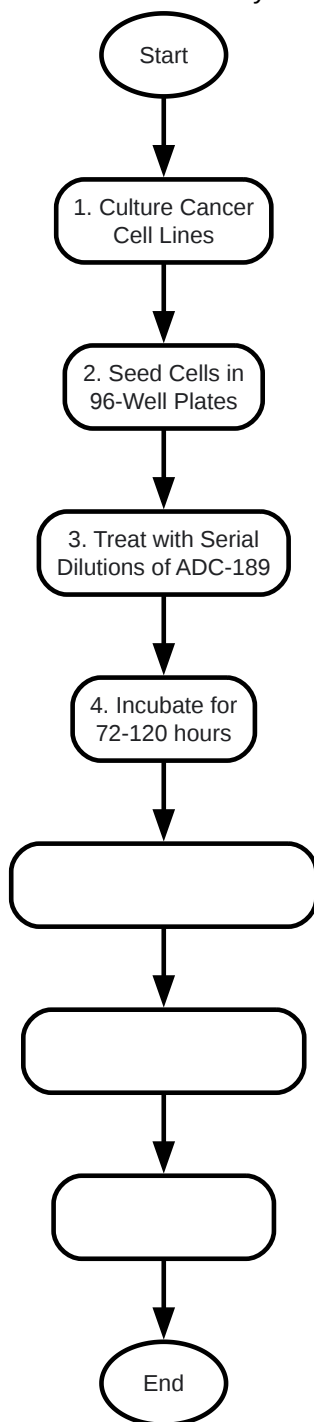 Start
1. Culture Cancer
Cell Lines
2. Seed Cells in
96-Well Plates
3. Treat with Serial
Dilutions of ADC-189
4. Incubate for
72-120 hours
End